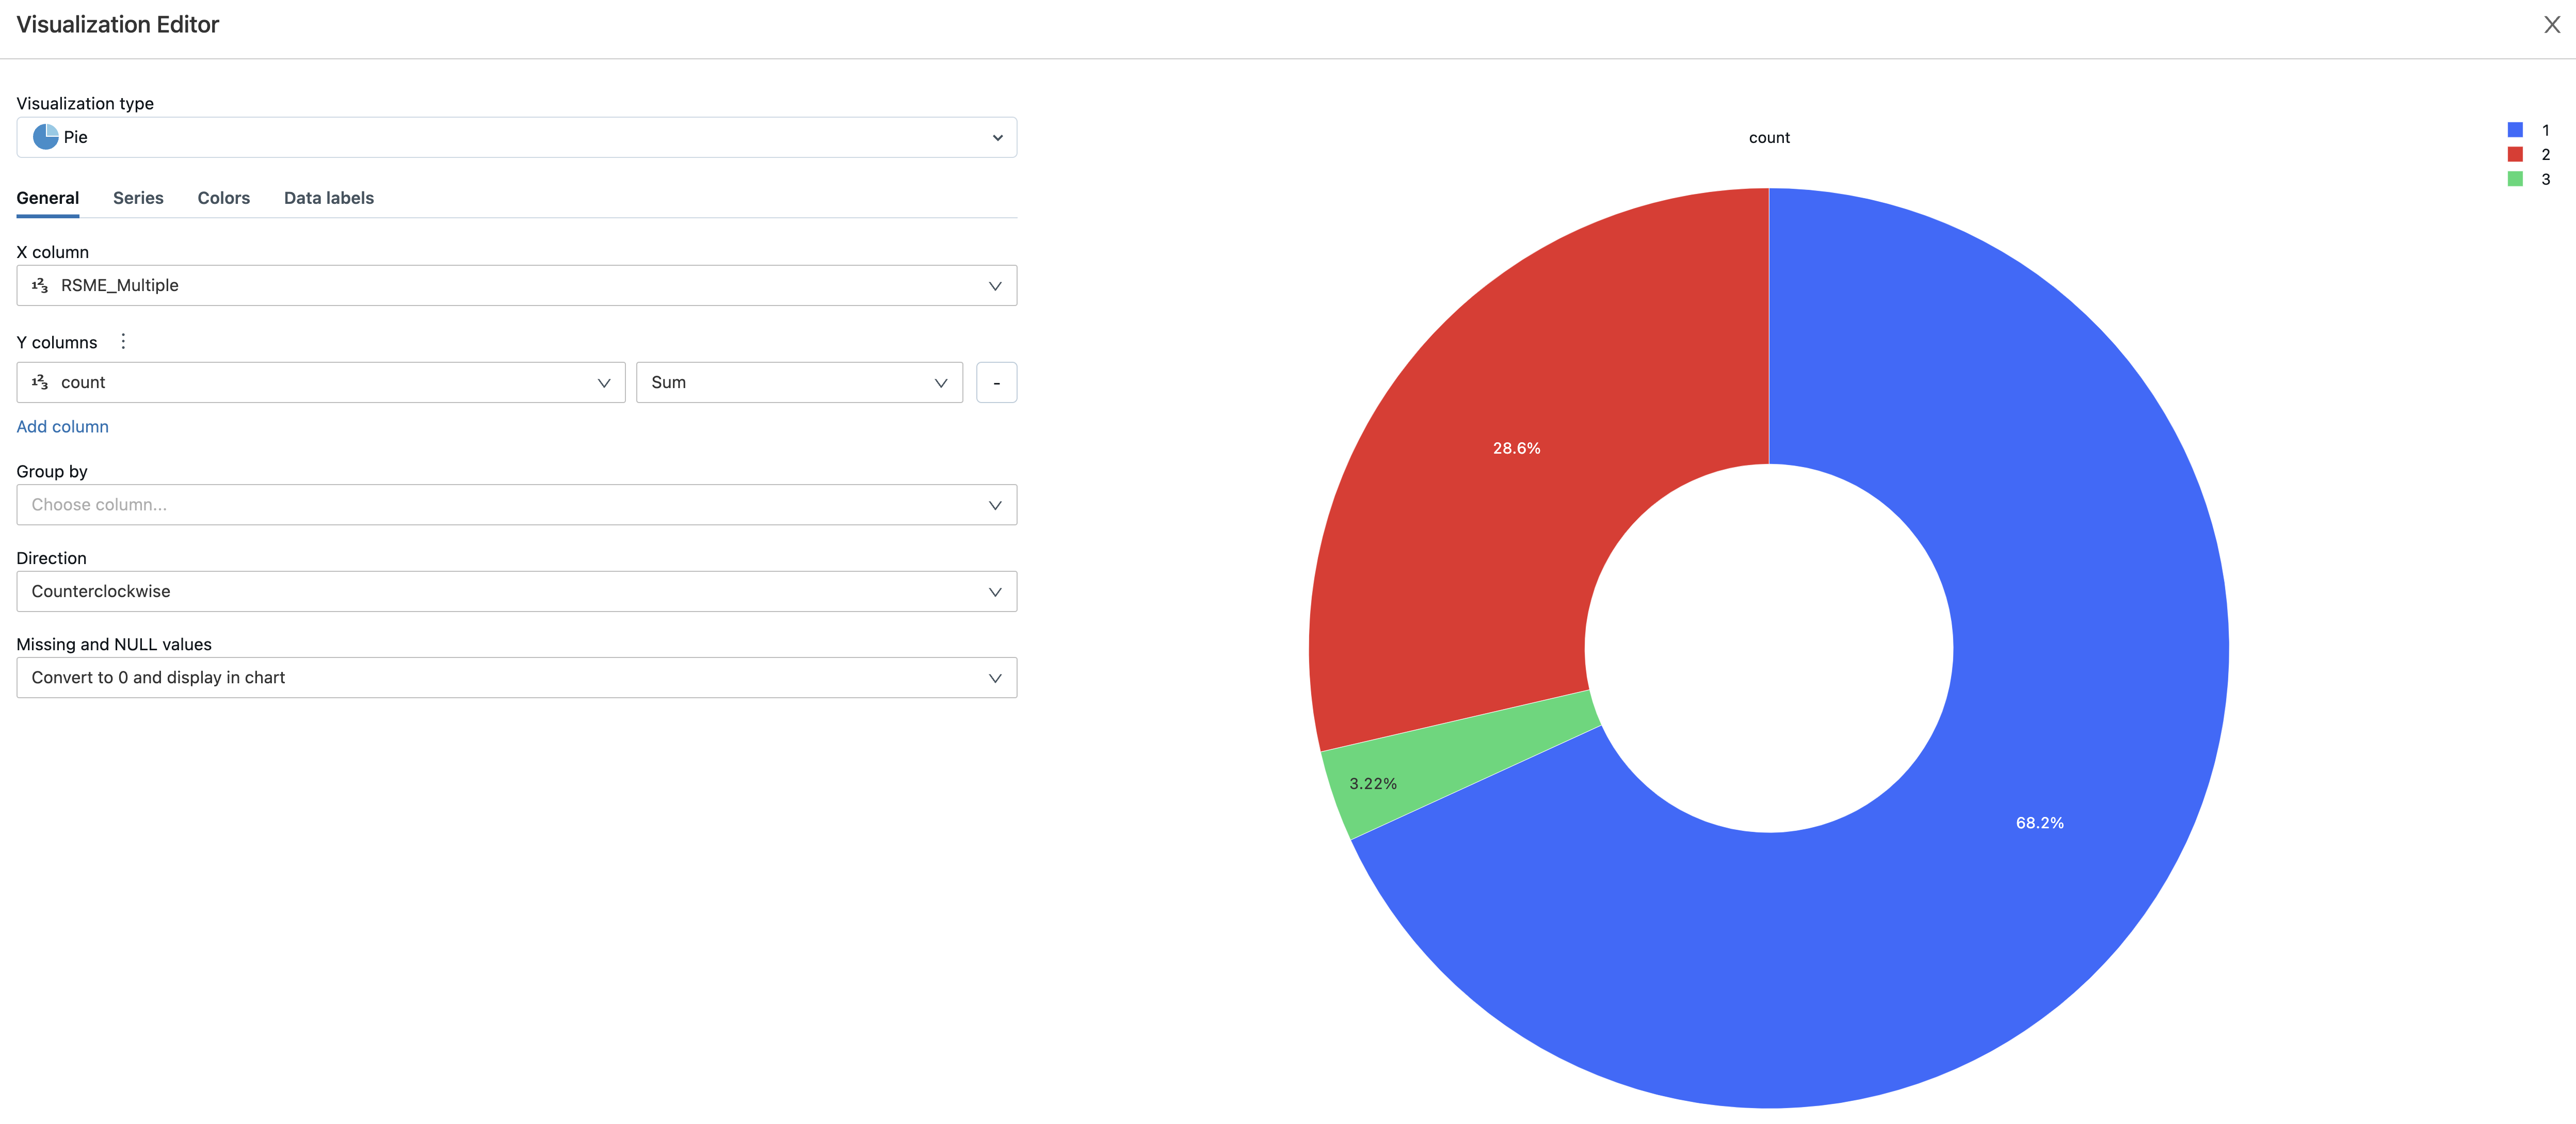 Visualization Editor
X
Visualization type
Pie
General Series Colors Data labels
X column
123 RSME_Multiple
Y columns
123 count Sum -
Add column
Group by
Choose column...
Direction
Counterclockwise
Missing and NULL values
Convert to 0 and display in chart
count
28.6%
3.22%
68.2%
1
2
3